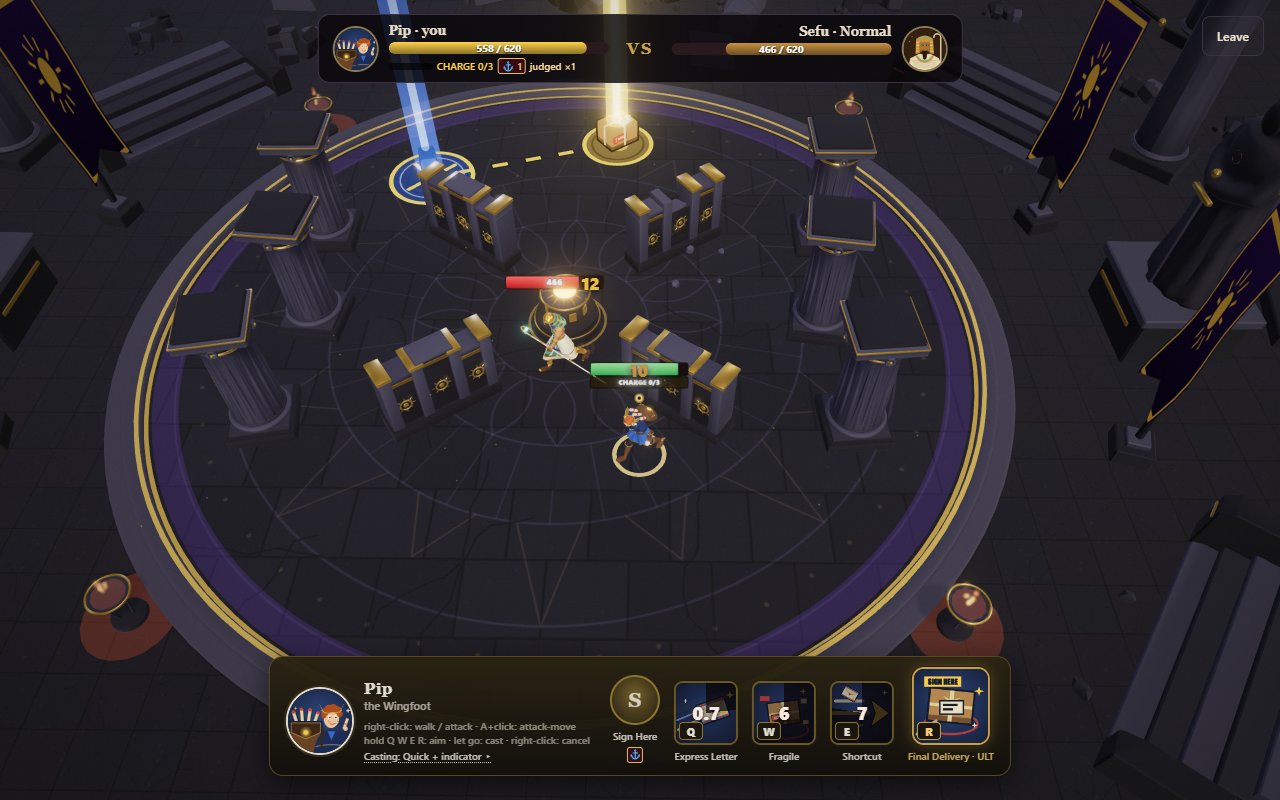 Pip · you
558 / 620
CHARGE 0/3 1 judged ×1
VS
Sefu · Normal
466 / 620
Leave
466 12
10
CHARGE 0/3
Pip
the Wingfoot
right-click: walk / attack · A+click: attack-move
hold Q W E R: aim · let go: cast · right-click: cancel
Casting: Quick + indicator
S
Sign Here
0.7
Q
Express Letter
6
W
Fragile
7
E
Shortcut
SIGN HERE
R
Final Delivery · ULT